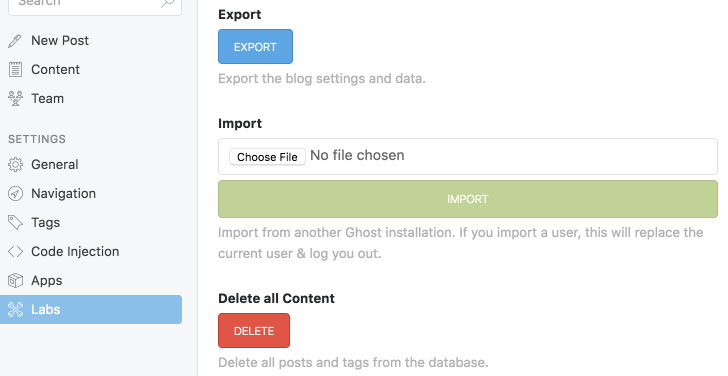 Search
New Post
Content
Team
SETTINGS
General
Navigation
Tags
Code Injection
Apps
Labs
Export
EXPORT
Export the blog settings and data.
Import
Choose File No file chosen
IMPORT
Import from another Ghost installation. If you import a user, this will replace the
current user & log you out.
Delete all Content
DELETE
Delete all posts and tags from the database.